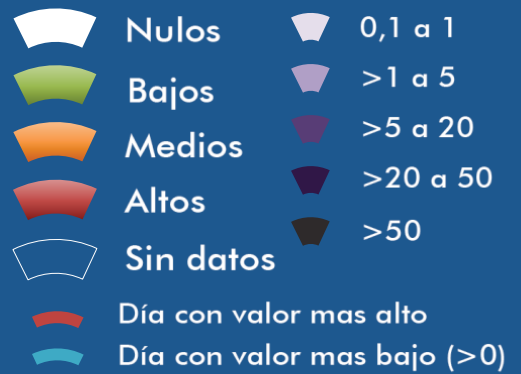 Nulos
Bajos
Medios
Altos
Sin datos
0,1 a 1
>1 a 5
>5 a 20
>20 a 50
>50
Día con valor mas alto
Día con valor mas bajo (>0)